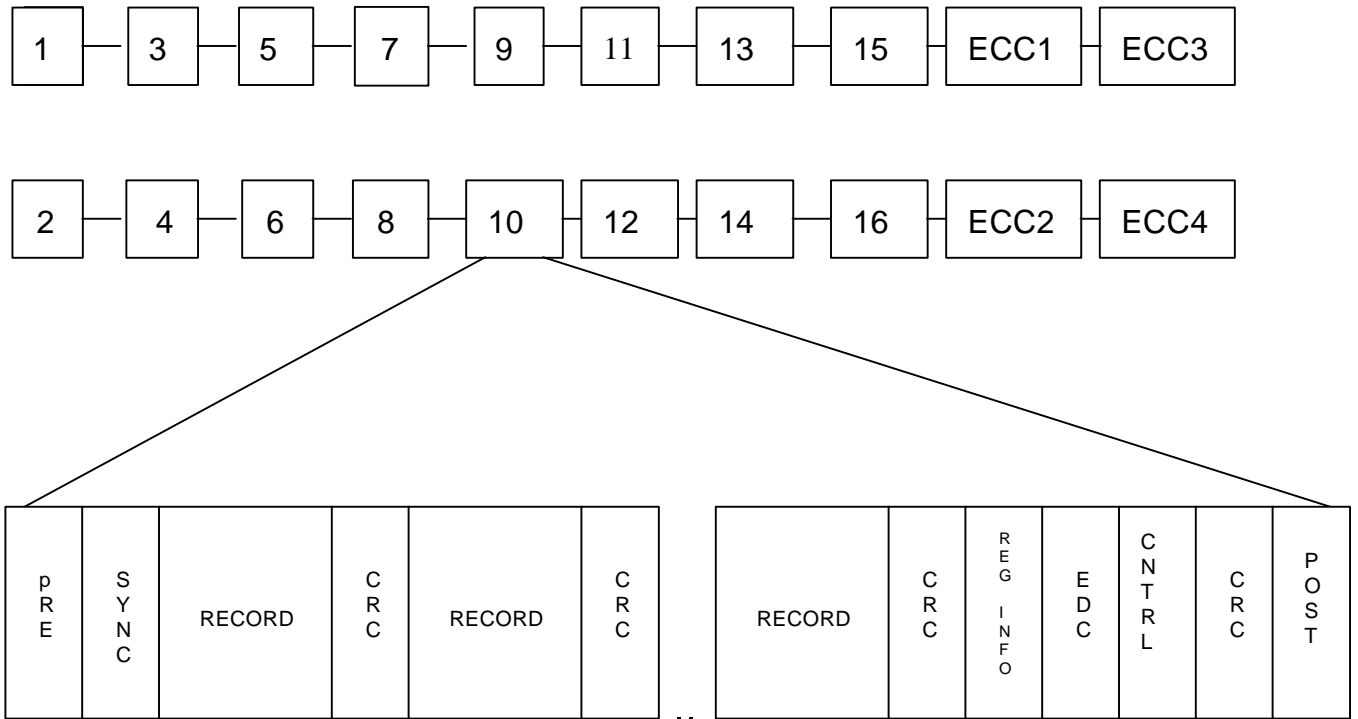 1 3 5 7 9 11 13 15 ECC1 ECC3
2 4 6 8 10 12 14 16 ECC2 ECC4
pRE
SYNC
RECORD
CRC
RECORD
CRC
..
RECORD
CRC
REG INFO
EDC
CNTRL
CRC
POST